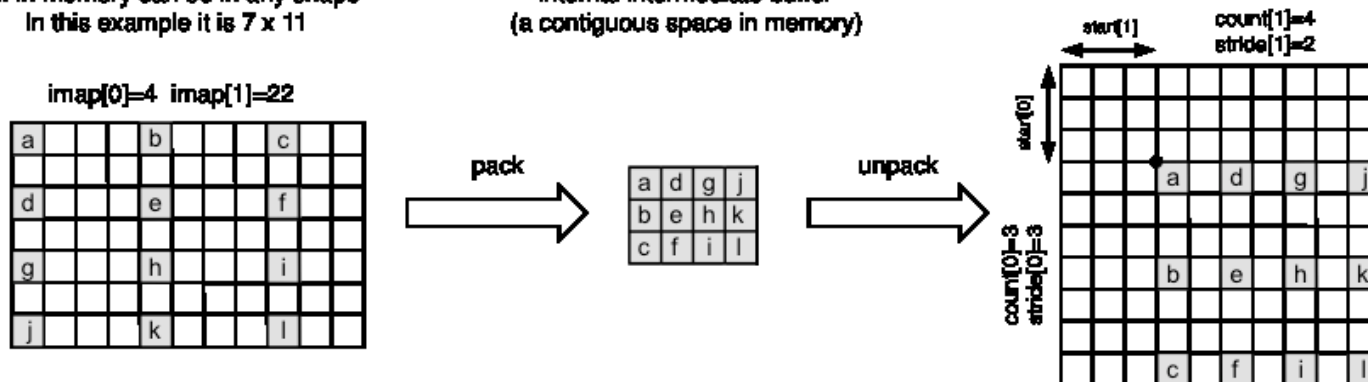 In this example it is 7 x 11
(a contiguous space in memory)
imap[0]=4 imap[1]=22
a b c
d e f
g h i
j k l
pack
a d g j
b e h k
c f i l
unpack
start[1]
count[1]=4
stride[1]=2
start[0]
count[0]=3
stride[0]=3
a d g j
b e h k
c f i l